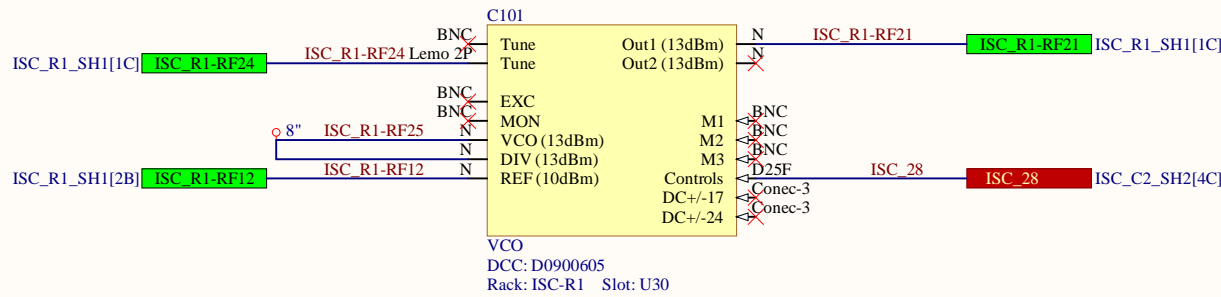 C101
BNC Tune Out1 (13dBm) N ISC_R1-RF21 ISC_R1-RF21 ISC_R1_SH1[1C]
ISC_R1_SH1[1C] ISC_R1-RF24 ISC_R1-RF24 Lemo 2P Tune Out2 (13dBm) N
BNC EXC
BNC MON M1 BNC
8" ISC_R1-RF25 N VCO (13dBm) M2 BNC
N DIV (13dBm) M3 BNC
ISC_R1_SH1[2B] ISC_R1-RF12 ISC_R1-RF12 N REF (10dBm) Controls D25F ISC_28 ISC_28 ISC_C2_SH2[4C]
DC+/-17 Conec-3
DC+/-24 Conec-3
VCO
DCC: D0900605
Rack: ISC-R1 Slot: U30